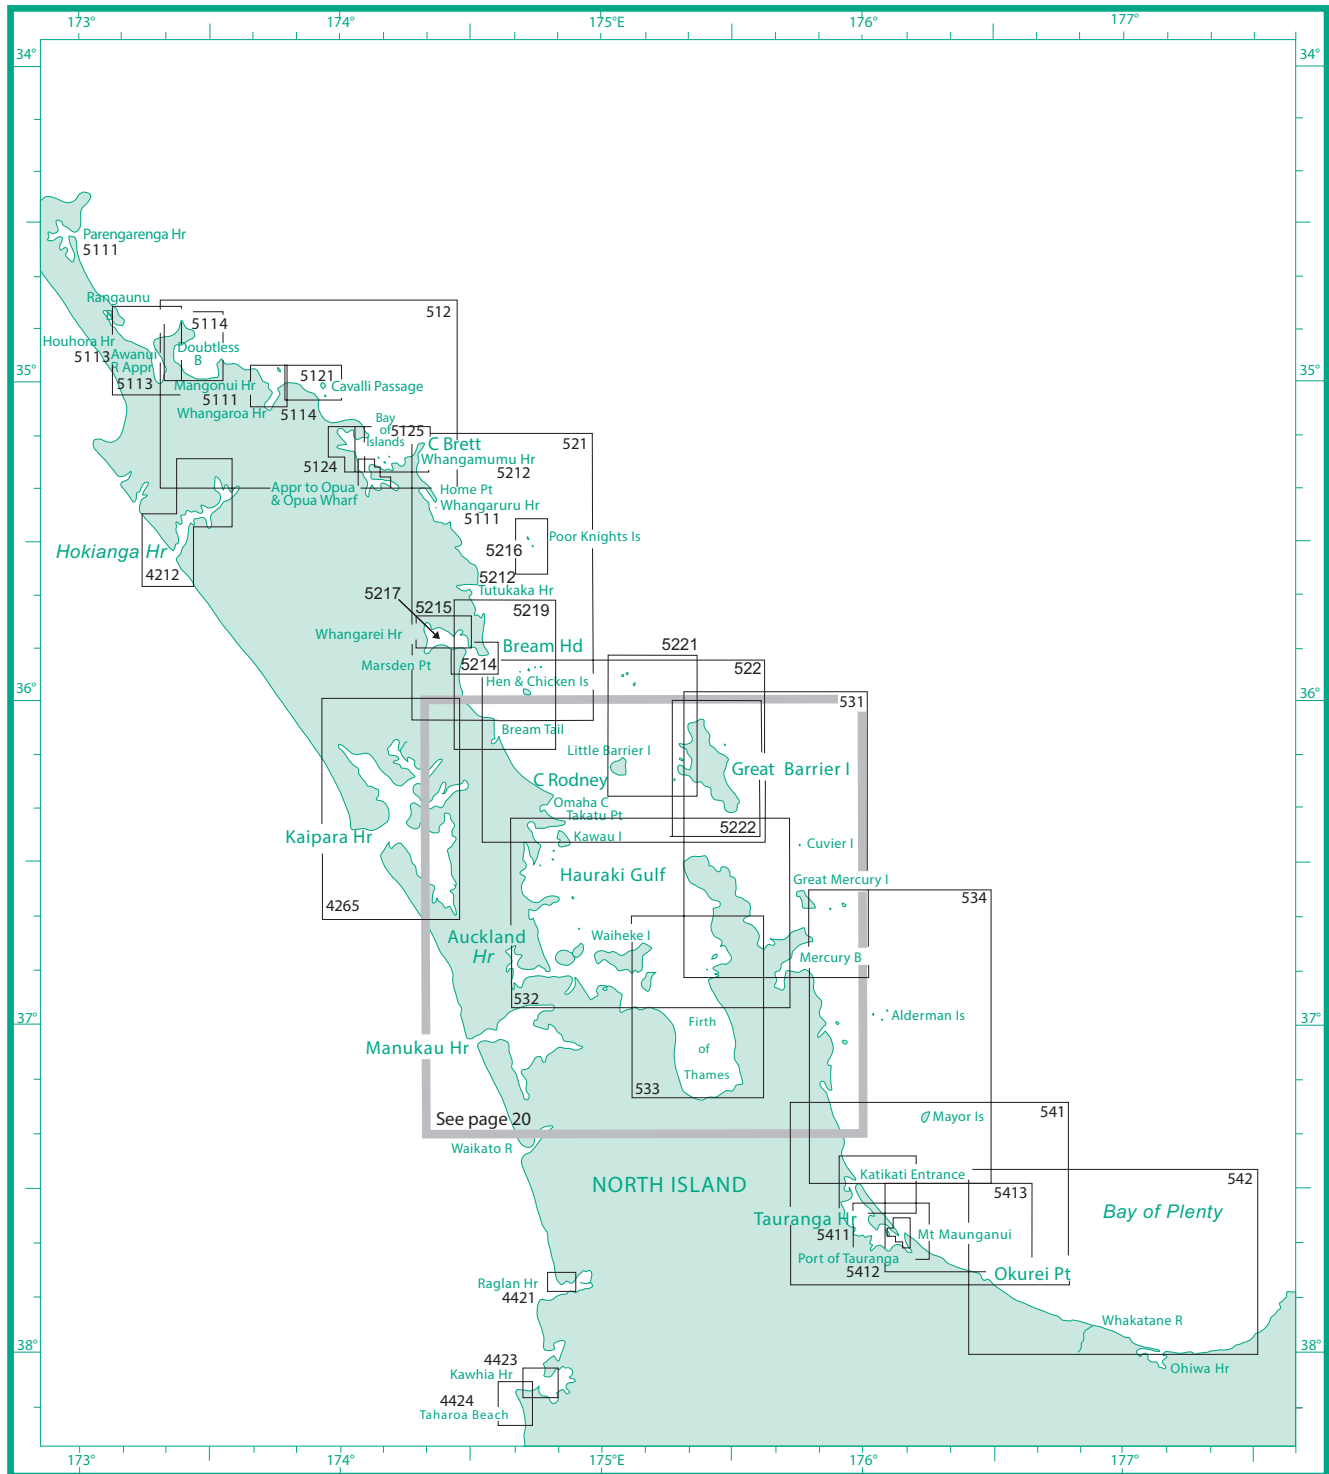 173°
174°
175°E
176°
177°
34°
34°
Parengarenga Hr
5111
Rangaunu
512
5114
Houhora Hr
5113
Doubtless
B
Awanui
R Appr
5113
Mangonui Hr
5111
Whangaroa Hr
5114
5121
Cavalli Passage
35°
35°
Bay
of
Islands
5125
C Brett
521
Whangamumu Hr
5212
5124
Appr to Opua
& Opua Wharf
Home Pt
Whangaruru Hr
5111
Poor Knights Is
5216
Hokianga Hr
4212
5212
Tutukaka Hr
5217
5215
5219
Whangarei Hr
Bream Hd
5221
Marsden Pt
5214
522
Hen & Chicken Is
36°
36°
531
Bream Tail
Little Barrier I
Great Barrier I
C Rodney
Omaha C
Takatu Pt
5222
Kaipara Hr
Kawau I
Cuvier I
Hauraki Gulf
Great Mercury I
534
4265
Auckland
Hr
Waiheke I
Mercury B
532
Alderman Is
37°
37°
Firth
of
Thames
Manukau Hr
533
541
Mayor Is
See page 20
Waikato R
Katikati Entrance
542
NORTH ISLAND
5413
Bay of Plenty
Tauranga Hr
5411
Mt Maunganui
Port of Tauranga
5412
Okurei Pt
Raglan Hr
4421
Whakatane R
38°
38°
4423
Kawhia Hr
Ohiwa Hr
4424
Taharoa Beach
173°
174°
175°E
176°
177°